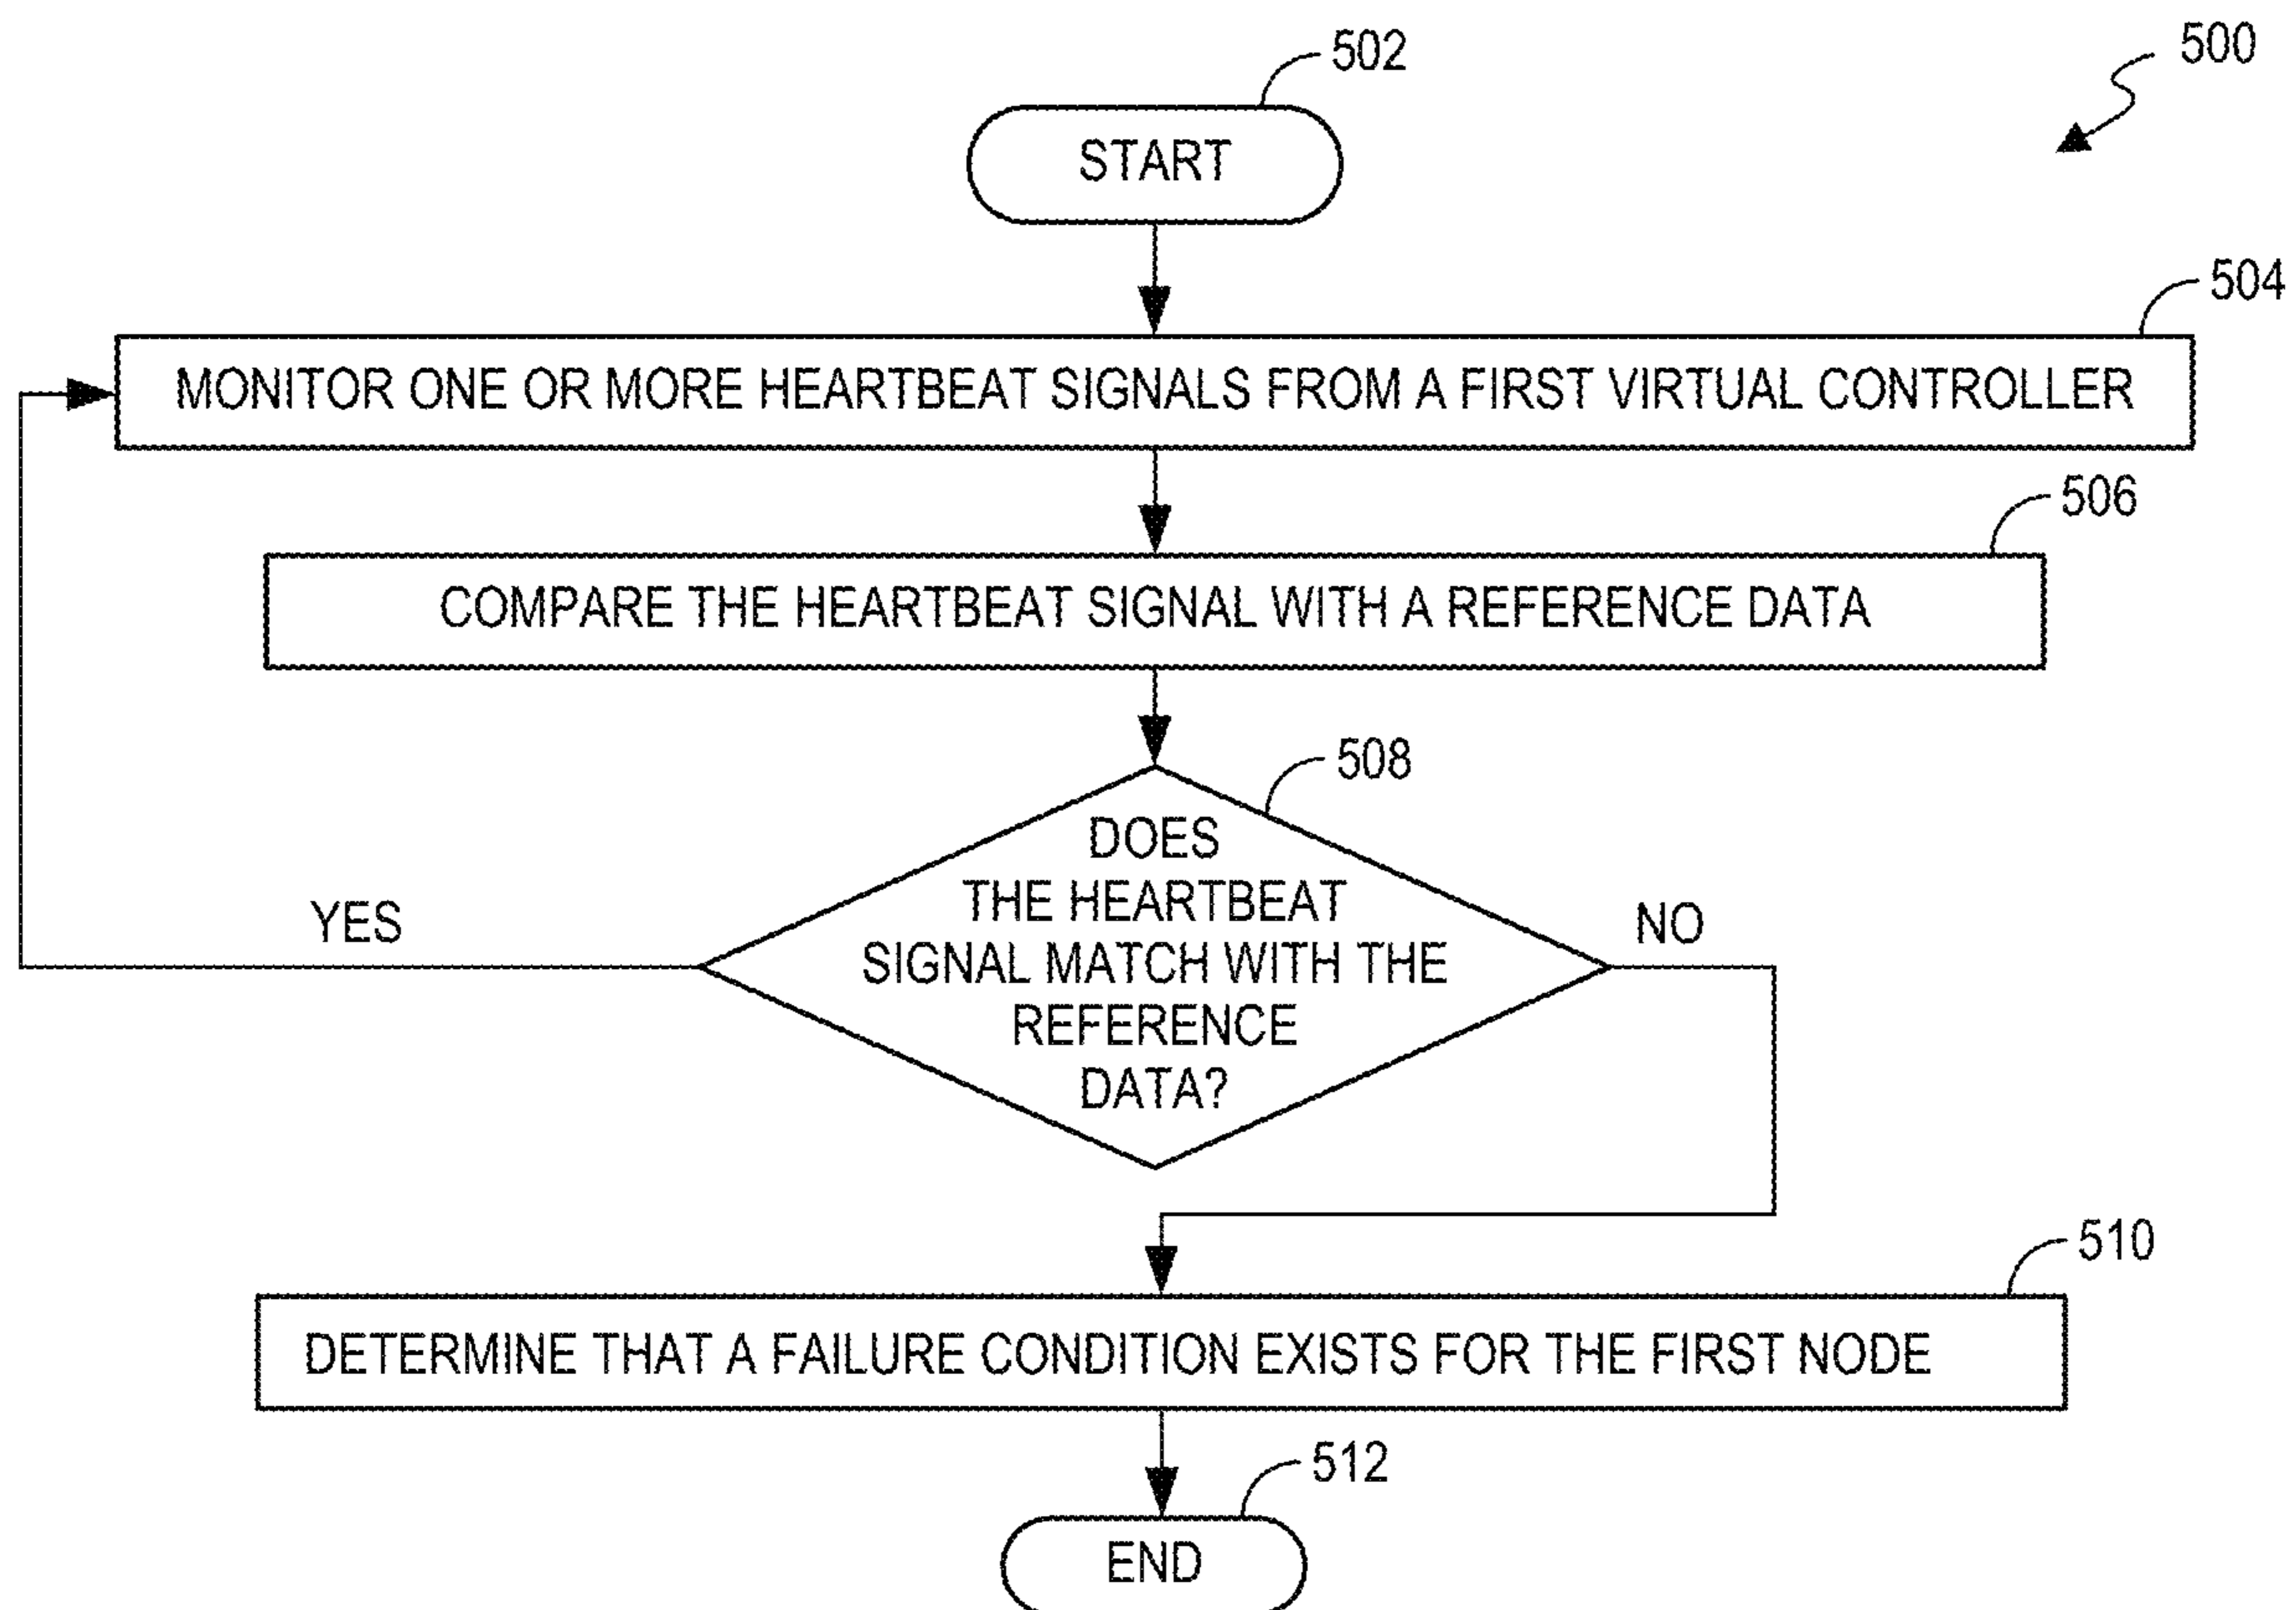 502
500
START
504
MONITOR ONE OR MORE HEARTBEAT SIGNALS FROM A FIRST VIRTUAL CONTROLLER
506
COMPARE THE HEARTBEAT SIGNAL WITH A REFERENCE DATA
508
DOES
THE HEARTBEAT
SIGNAL MATCH WITH THE
REFERENCE
DATA?
YES
NO
510
DETERMINE THAT A FAILURE CONDITION EXISTS FOR THE FIRST NODE
512
END